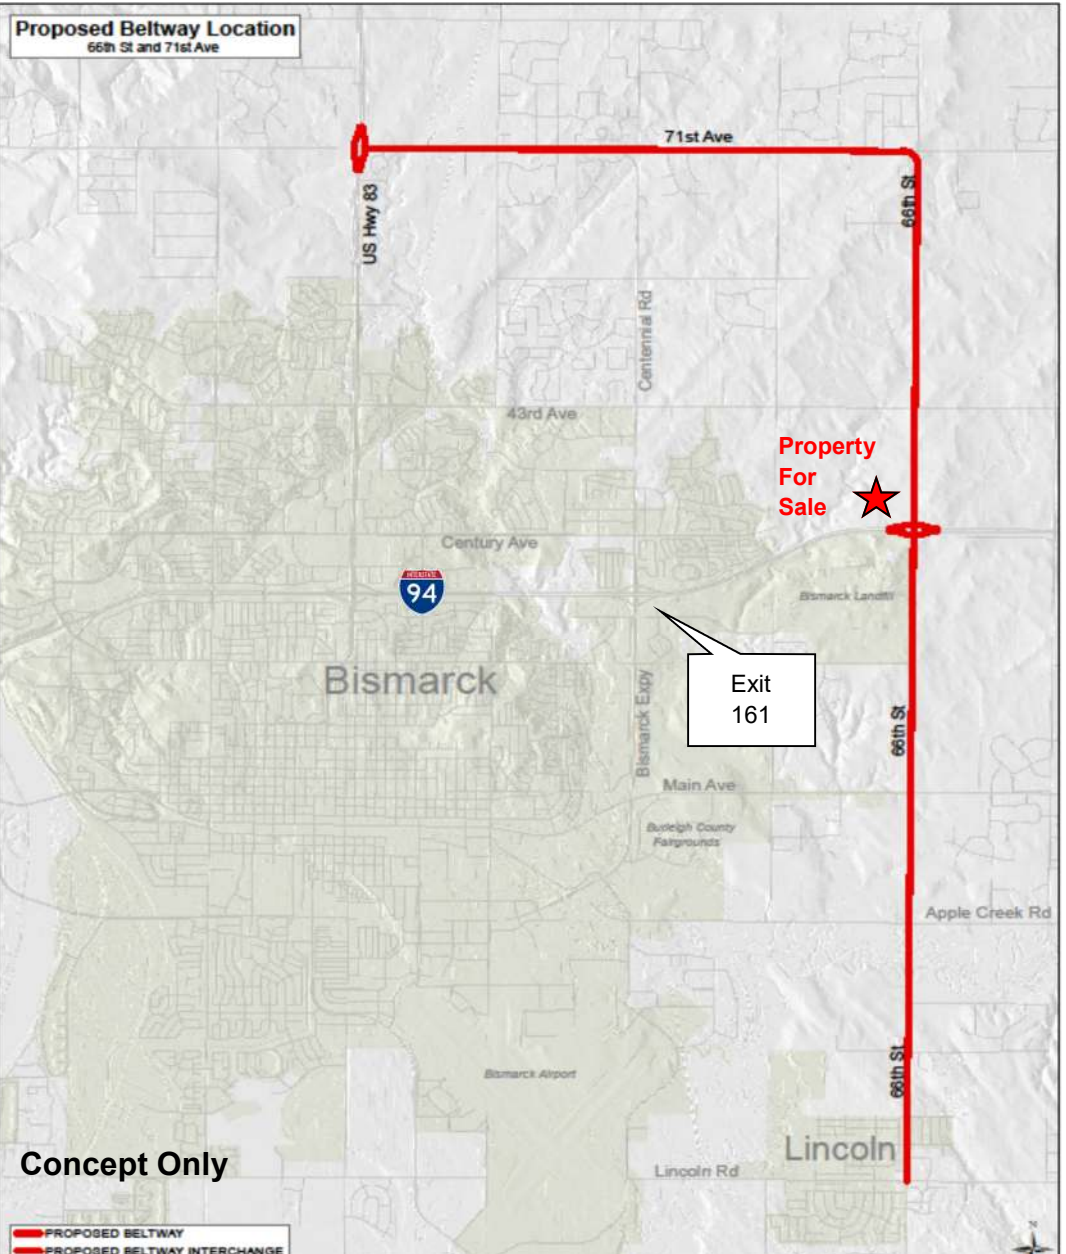 Proposed Beltway Location
66th St and 71st Ave
71st Ave
66th St
US Hwy 83
Centennial Rd
43rd Ave
Property
For
Sale
Century Ave
INTERSTATE
94
Bismarck Landfill
Bismarck
Exit
161
66th St
Bismarck Expy
Main Ave
Burleigh County
Fairgrounds
Apple Creek Rd
66th St
Bismarck Airport
Lincoln
Concept Only
Lincoln Rd
PROPOSED BELTWAY
PROPOSED BELTWAY INTERCHANGE
N